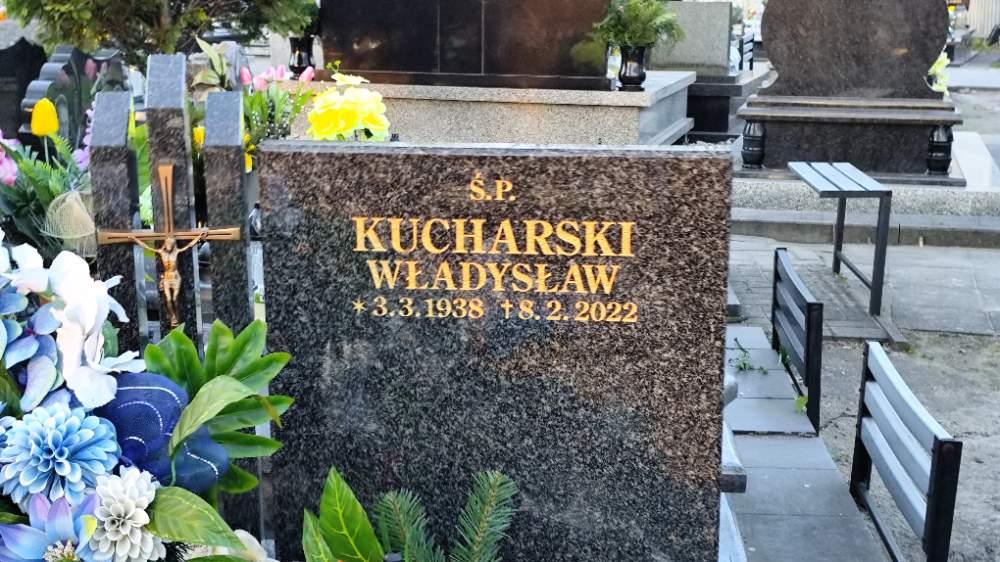 Ś.P.
KUCHARSKI
WŁADYSŁAW
* 3.3.1938 † 8.2.2022